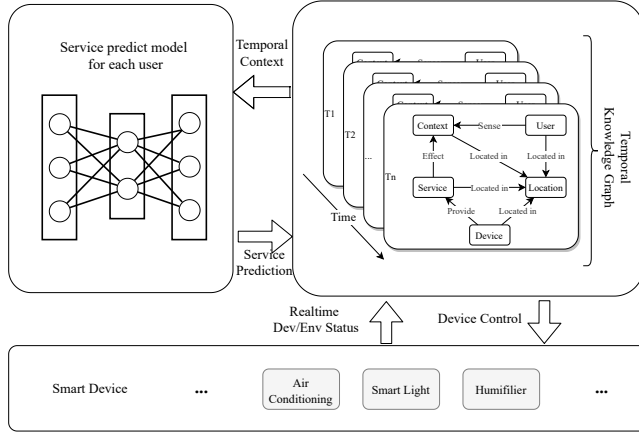 Service predict model
for each user
Temporal
Context
Service
Prediction
T1
T2
...
Tn
Context
Sense
User
Effect
Located in
Located in
Service
Located in
Location
Provide
Located in
Device
Time
Temporal
Knowledge Graph
Realtime
Dev/Env Status
Device Control
Smart Device
...
Air
Conditioning
Smart Light
Humifilier
...